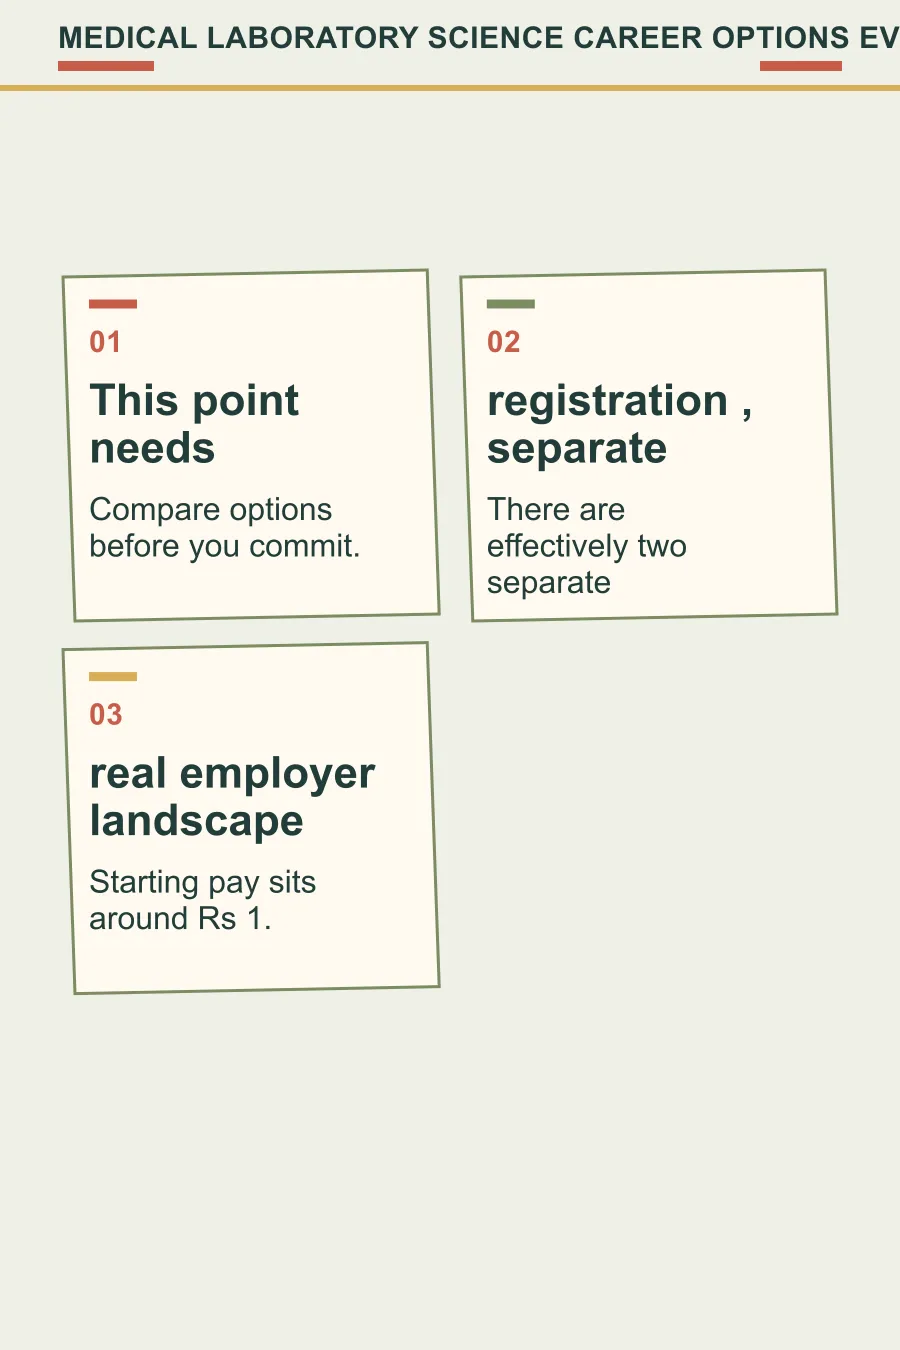 MEDICAL LABORATORY SCIENCE CAREER OPTIONS EV
01
This point
needs
Compare options
before you commit.
02
registration ,
separate
There are
effectively two
separate
03
real employer
landscape
Starting pay sits
around Rs 1.